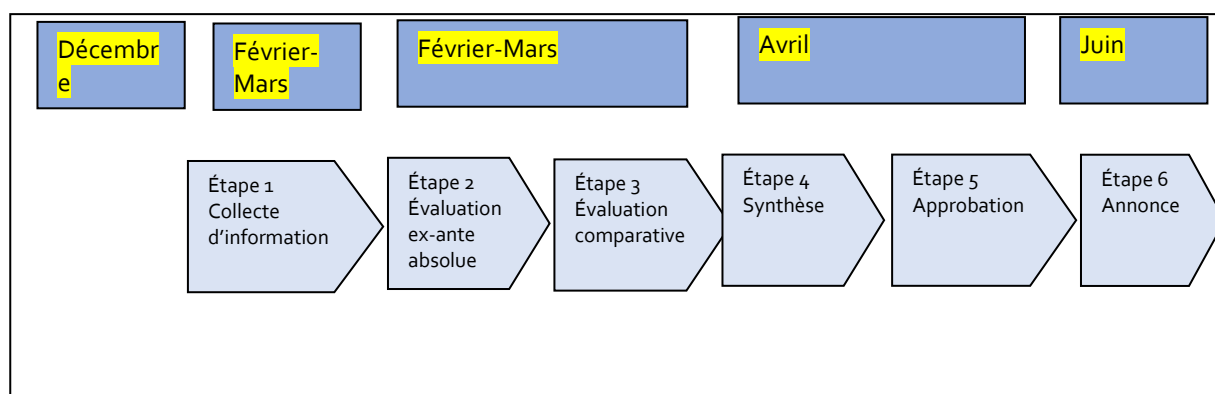 Décembr
e
Février-
Mars
Février-Mars
Avril
Juin
Étape 1
Collecte
d'information
Étape 2
Évaluation
ex-ante
absolue
Étape 3
Évaluation
comparative
Étape 4
Synthèse
Étape 5
Approbation
Étape 6
Annonce